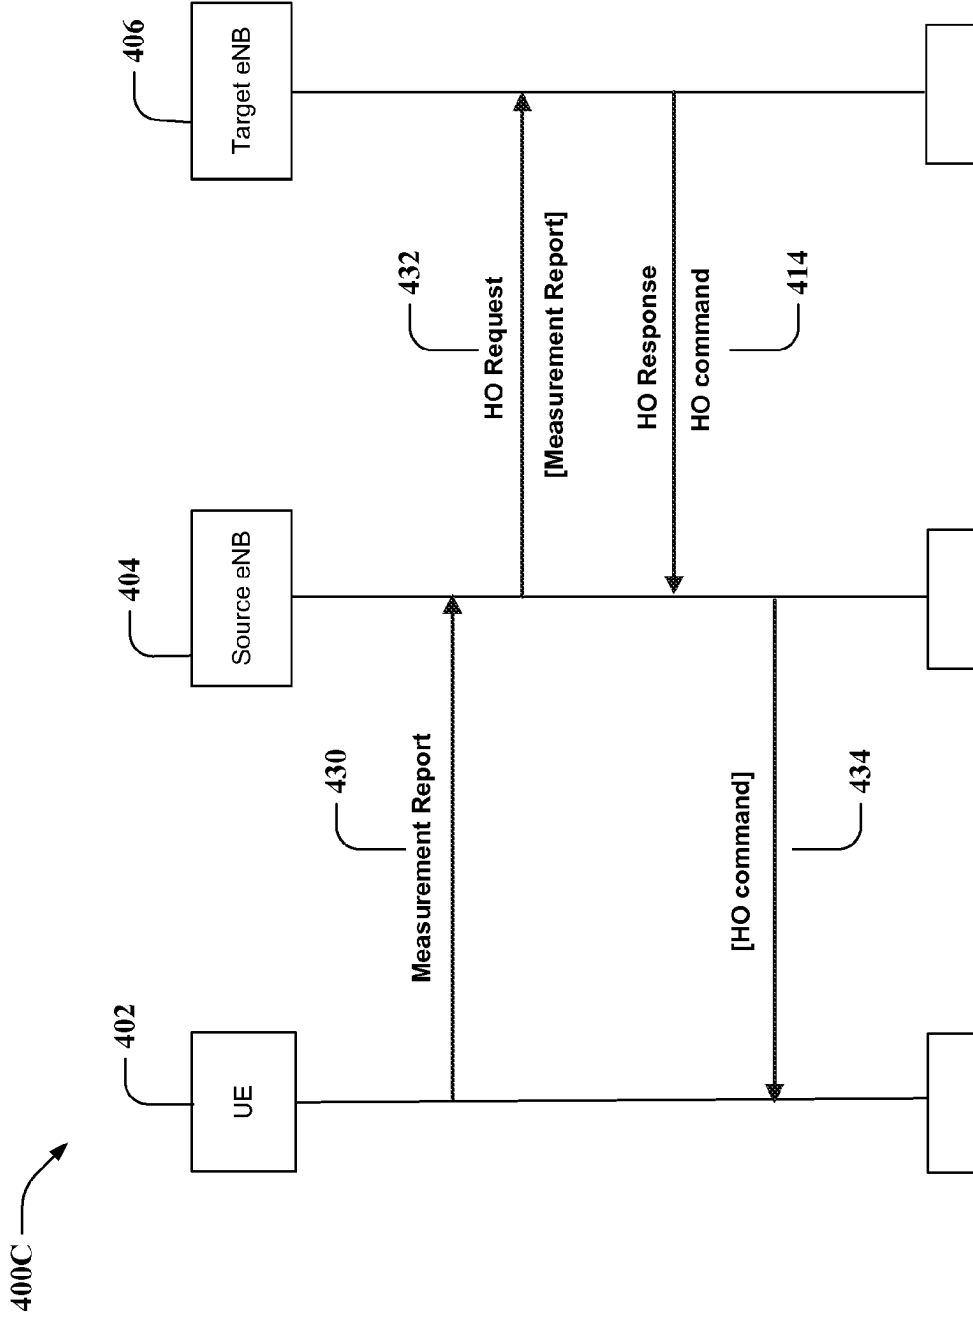 400C
402
404
406
UE
Source eNB
Target eNB
430
Measurement Report
432
HO Request
[Measurement Report]
HO Response
HO command
414
[HO command]
434